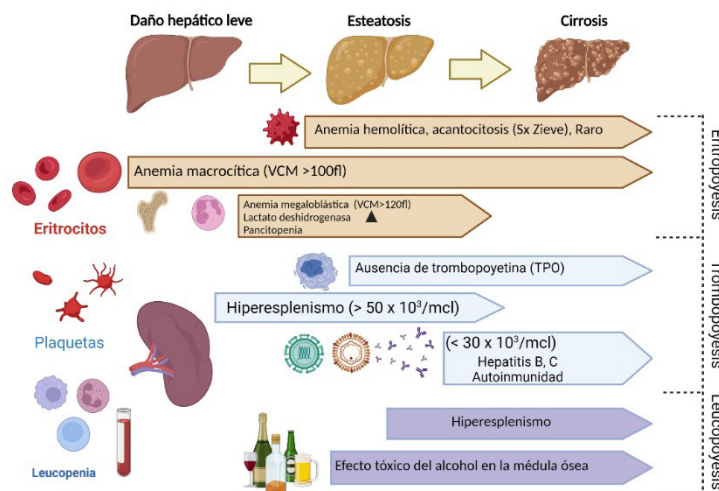 Daño hepático leve
Esteatosis
Cirrosis
Anemia hemolítica, acantocitosis (Sx Zieve), Raro
Anemia macrocítica (VCM >100fl)
Eritrocitos
Anemia megaloblástica (VCM>120fl)
Lactato deshidrogenasa ▲
Pancitopenia
Eritropoyesis
Ausencia de trombopoyetina (TPO)
Hiperesplenismo (> 50 x 10³/mcl)
Plaquetas
(< 30 x 10³/mcl)
Hepatitis B, C
Autoinmunidad
Trombopoyesis
Hiperesplenismo
Leucopenia
Efecto tóxico del alcohol en la médula ósea
Leucopoyesis